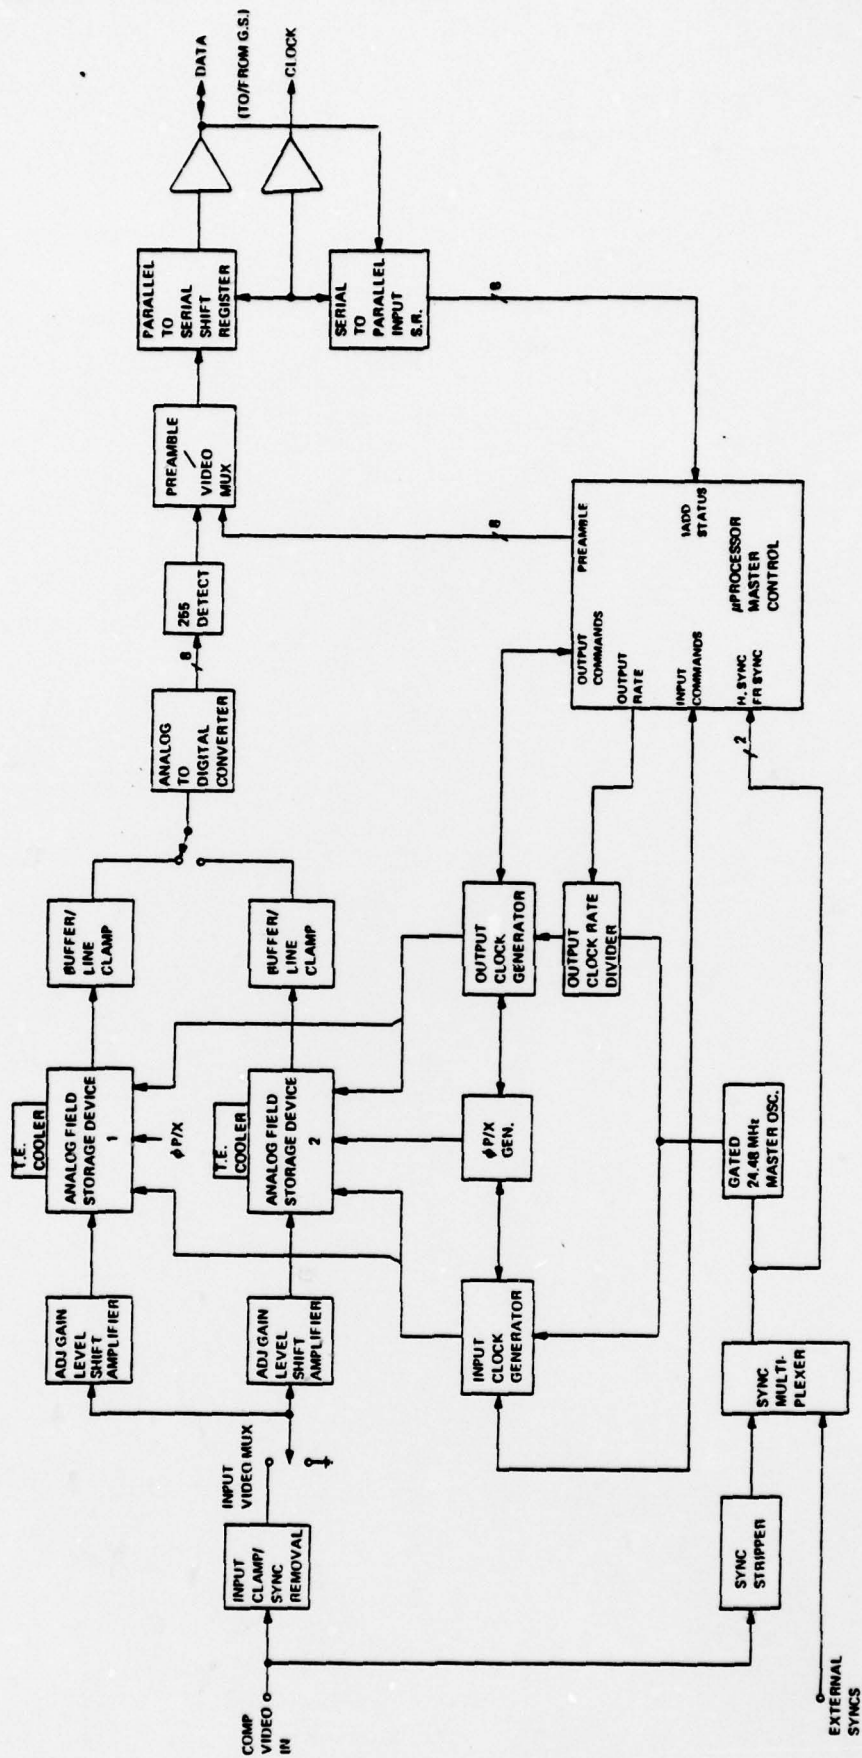 COMP
VIDEO
IN
INPUT
CLAMP/
SYNC
REMOVAL
INPUT
VIDEO MUX
ADJ GAIN
LEVEL
SHIFT
AMPLIFIER
T.E.
COOLER
ANALOG FIELD
STORAGE DEVICE
1
ϕP/X
BUFFER/
LINE
CLAMP
ADJ GAIN
LEVEL
SHIFT
AMPLIFIER
T.E.
COOLER
ANALOG FIELD
STORAGE DEVICE
2
BUFFER/
LINE
CLAMP
ANALOG
TO
DIGITAL
CONVERTER
8
255
DETECT
PREAMBLE
/
VIDEO
MUX
PARALLEL
TO
SERIAL
SHIFT
REGISTER
DATA
(TO/FROM G.S.)
CLOCK
SERIAL
TO
PARALLEL
INPUT
S.R.
8
8
INPUT
CLOCK
GENERATOR
ϕP/X
GEN.
OUTPUT
CLOCK
GENERATOR
OUTPUT
CLOCK RATE
DIVIDER
PREAMBLE
OUTPUT
COMMANDS
OUTPUT
RATE
INPUT
COMMANDS
H. SYNC
FR SYNC
IADD
STATUS
μPROCESSOR
MASTER
CONTROL
2
GATED
24.48 MHz
MASTER OSC.
SYNC
MULTI-
PLEXER
SYNC
STRIPPER
EXTERNAL
SYNCS